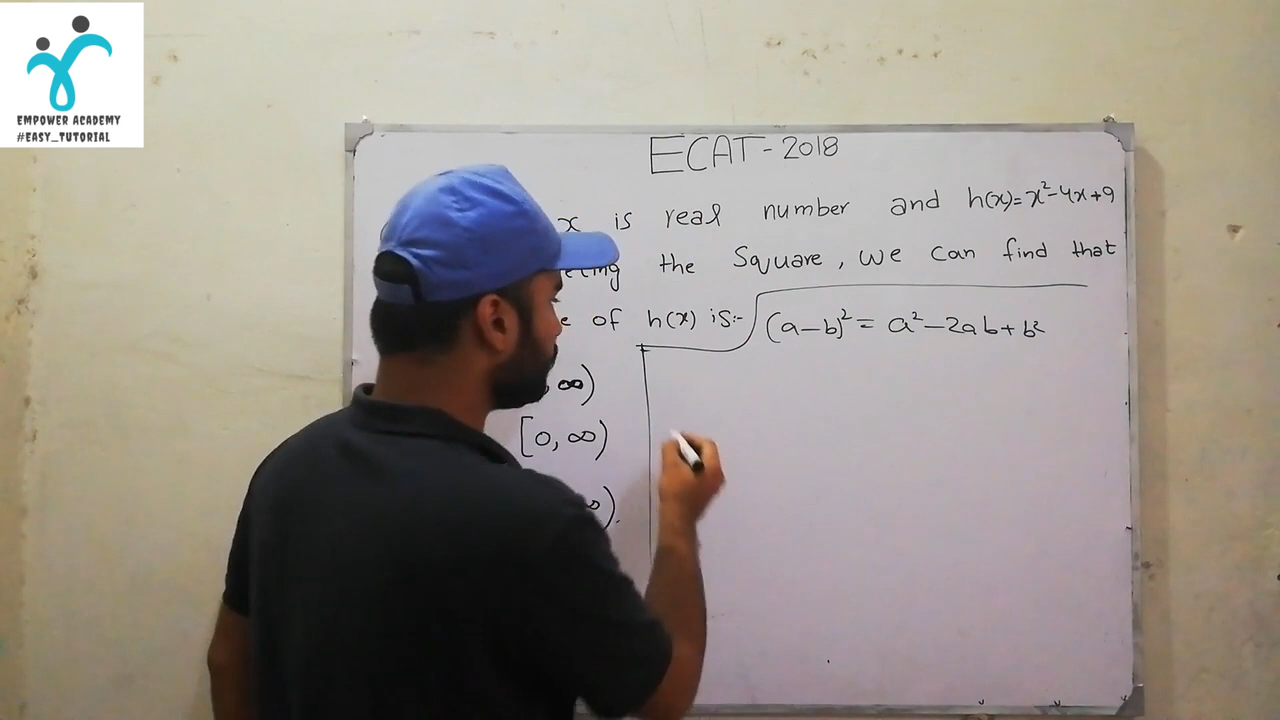 EMPOWER ACADEMY
#EASY_TUTORIAL
ECAT-2018
x is real number and h(x)=x²-4x+9
the Square, we can find that
of h(x) is:-
(a-b)² = a²-2ab+b²
∞)
[0, ∞)